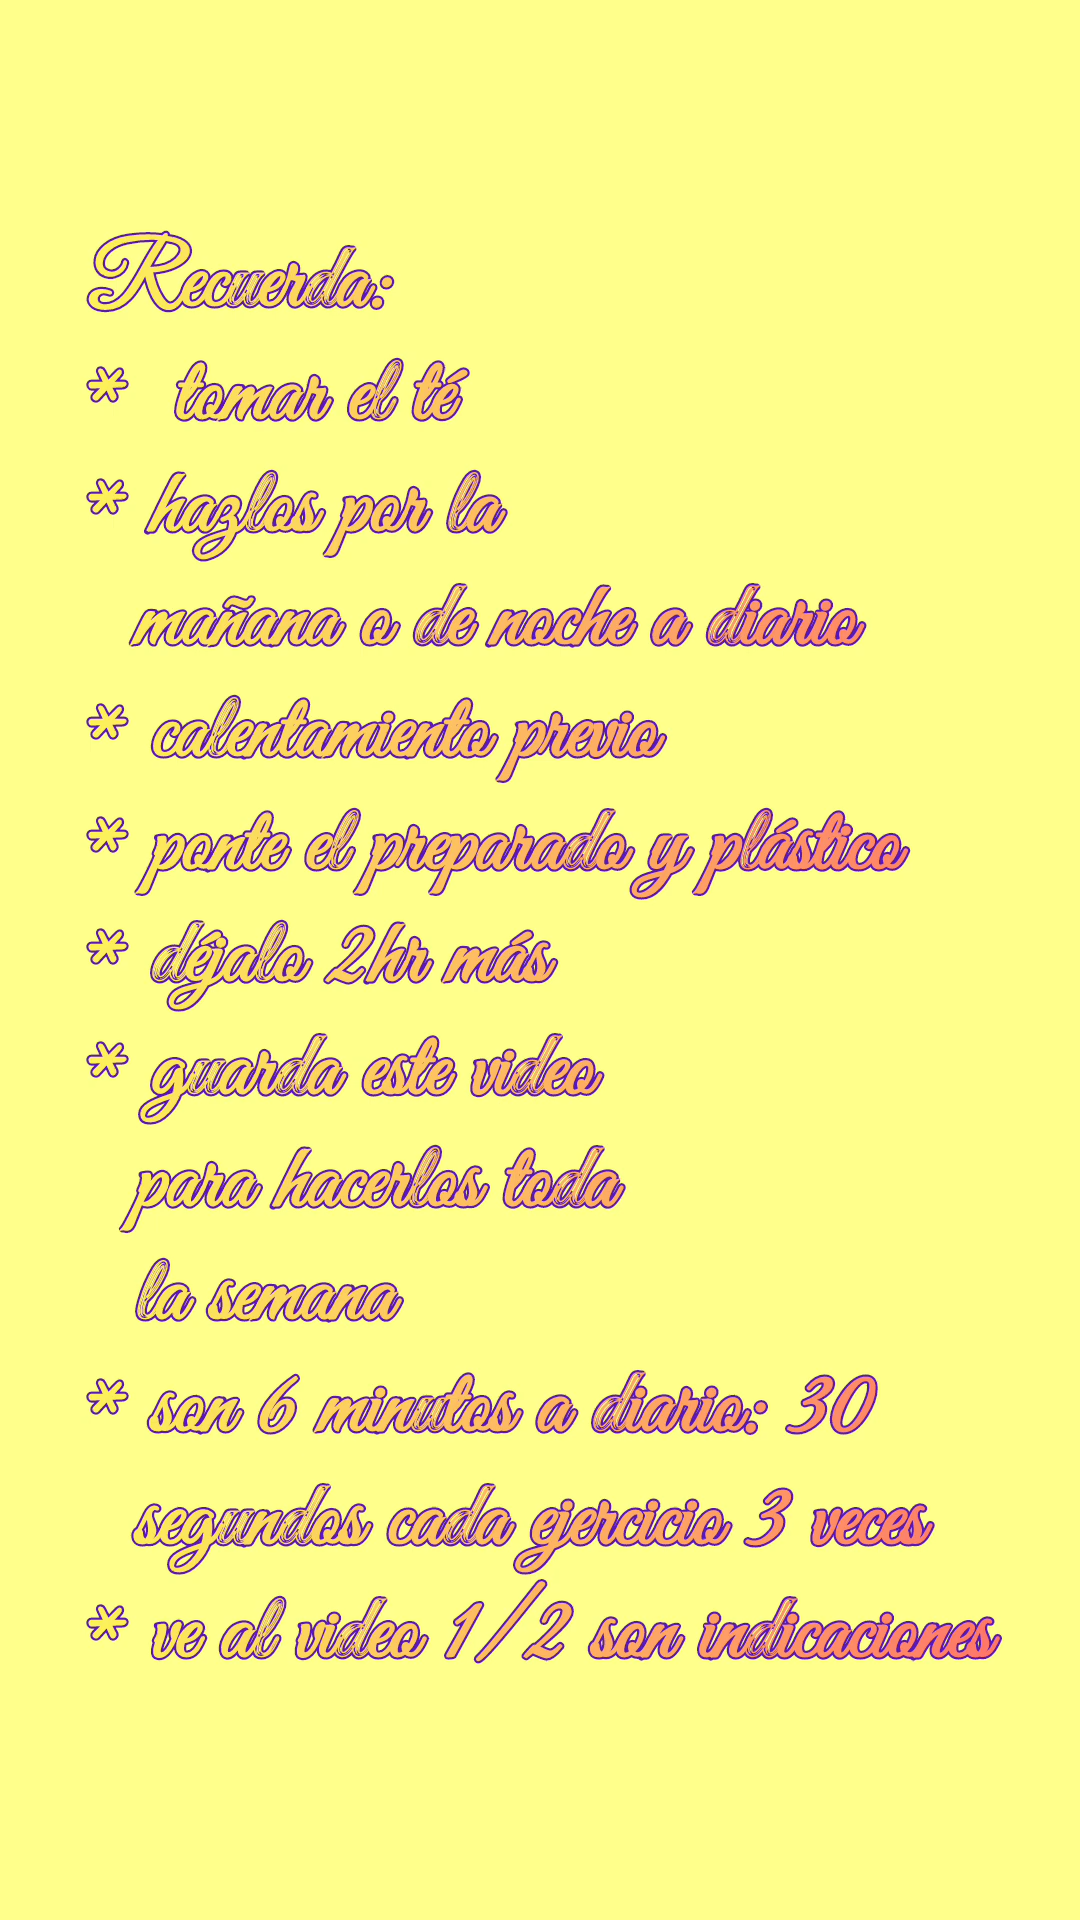 Recuerda:
* tomar el té
* hazlos por la
mañana o de noche a diario
* calentamiento previo
* ponte el preparado y plástico
* déjalo 2hr más
* guarda este video
para hacerlos toda
la semana
* son 6 minutos a diario: 30
segundos cada ejercicio 3 veces
* ve al video 1/2 son indicaciones